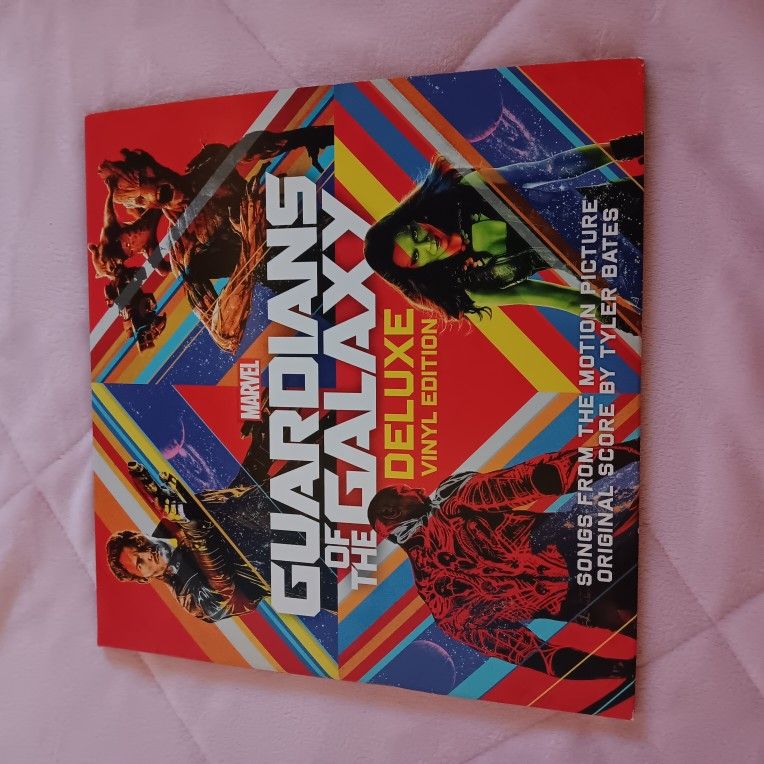 MARVEL
GUARDIANS
OF
THE GALAXY
DELUXE
VINYL EDITION
SONGS FROM THE MOTION PICTURE
ORIGINAL SCORE BY TYLER BATES